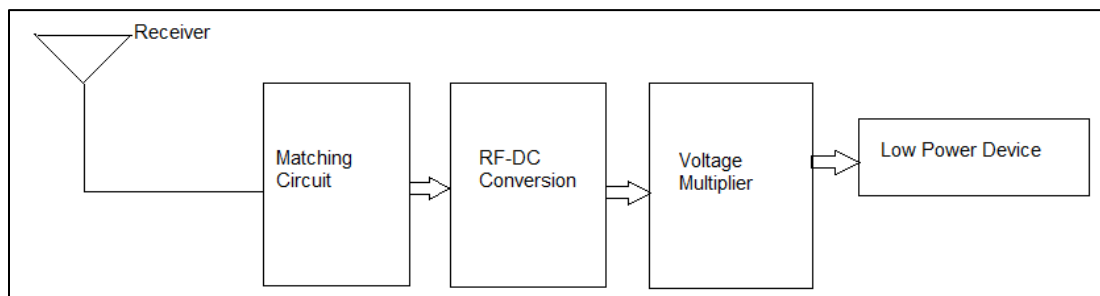 Receiver
Matching
Circuit
RF-DC
Conversion
Voltage
Multiplier
Low Power Device